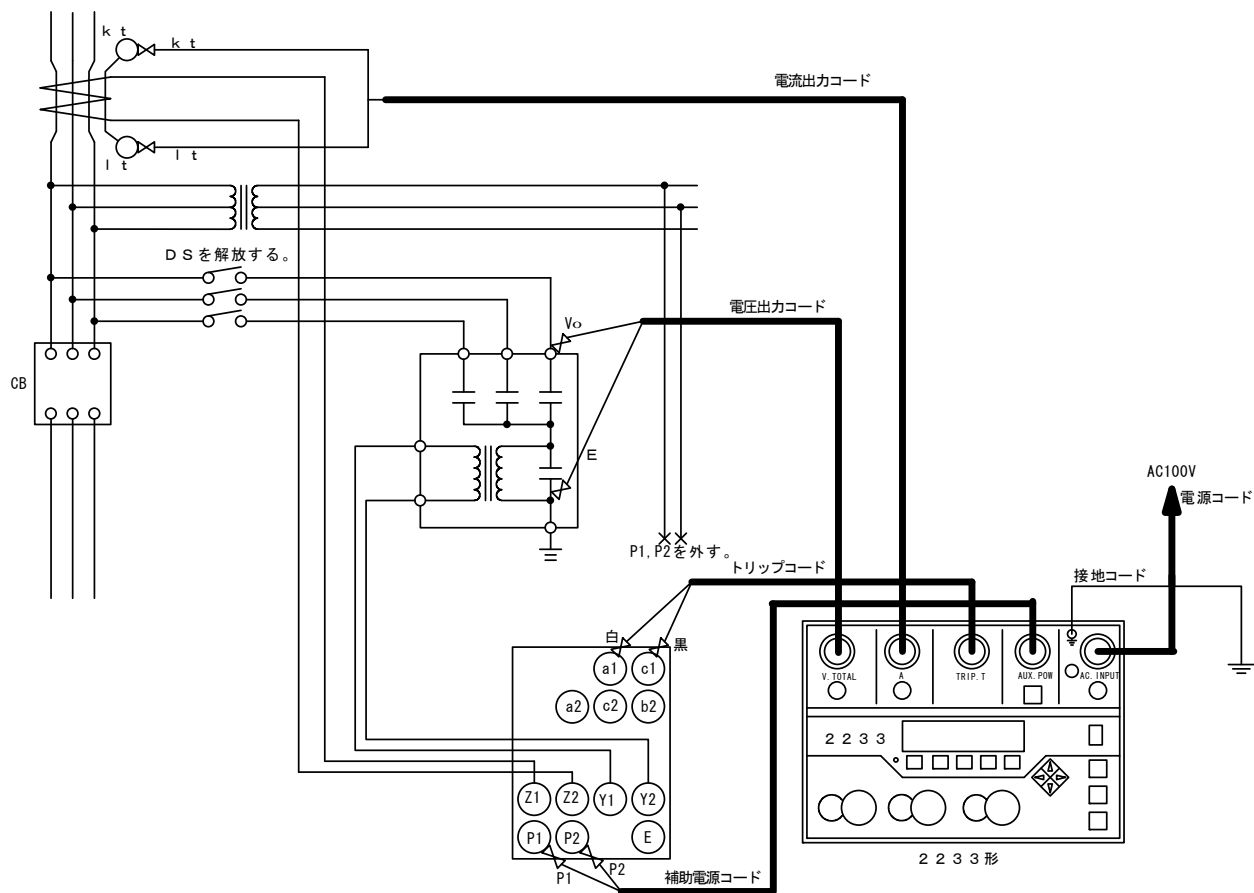 k t
k t
電流出力コード
l t
l t
DSを解放する。
電圧出力コード
Vo
CB
E
AC100V
電源コード
P1,P2を外す。
トリップコード
接地コード
白
黒
a1
c1
V.TOTAL
A
TRIP.T
AUX.POW
AC.INPUT
a2
c2
b2
2233
Z1
Z2
Y1
Y2
P1
P2
E
2233形
P1
P2
補助電源コード